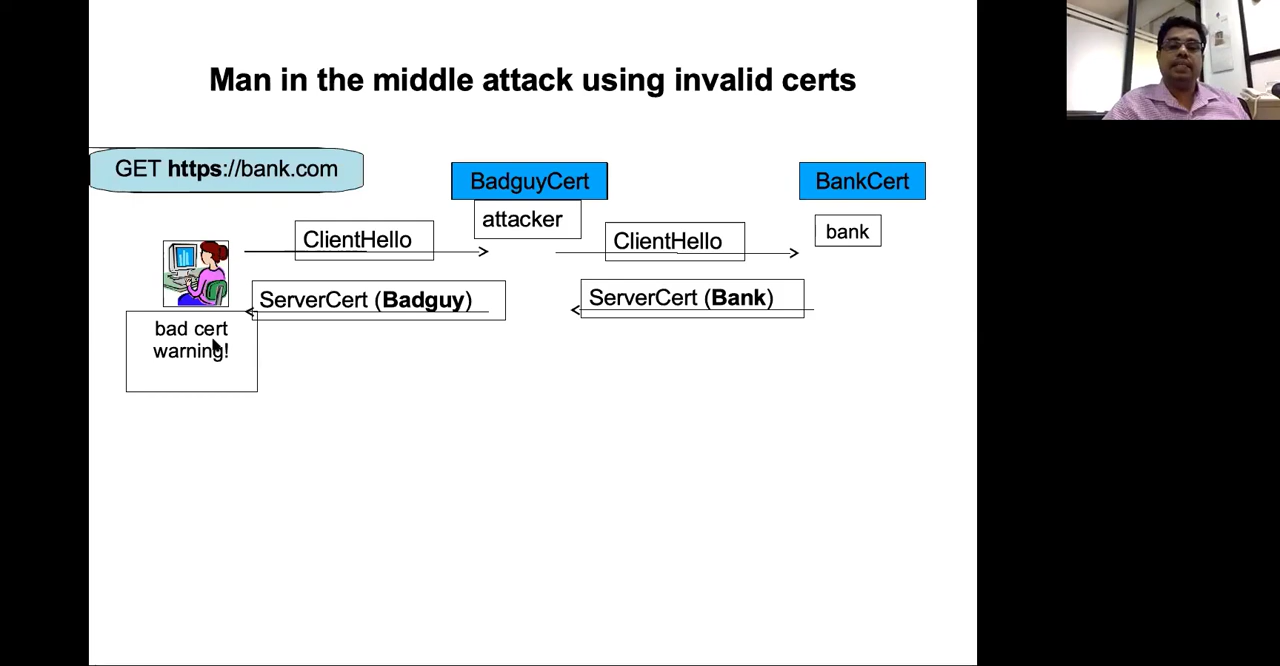 Man in the middle attack using invalid certs
GET https://bank.com
BadguyCert
BankCert
attacker
bank
ClientHello
ClientHello
ServerCert (Badguy)
ServerCert (Bank)
bad cert
warning!